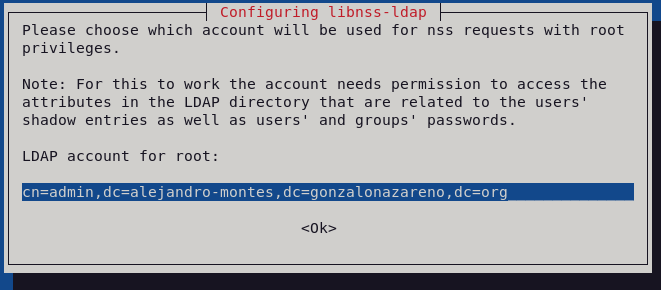 Configuring libnss-ldap
Please choose which account will be used for nss requests with root
privileges.
Note: For this to work the account needs permission to access the
attributes in the LDAP directory that are related to the users'
shadow entries as well as users' and groups' passwords.
LDAP account for root:
cn=admin,dc=alejandro-montes,dc=gonzalonazareno,dc=org
<Ok>